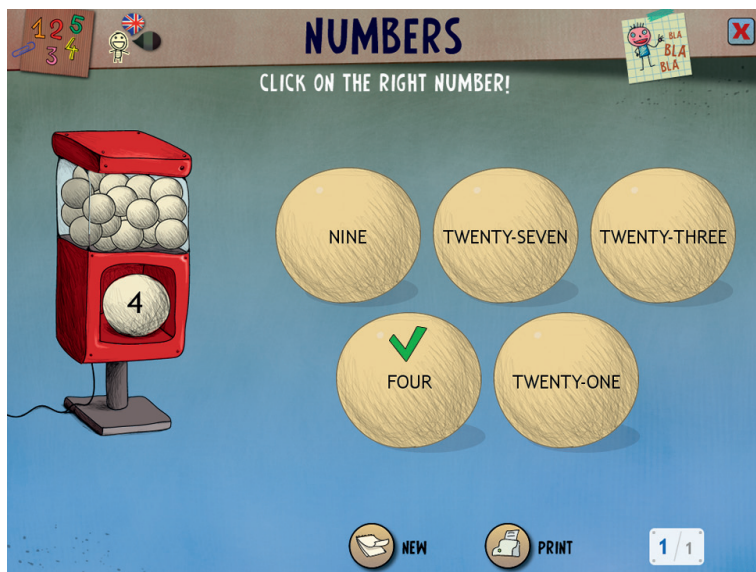 1 2 5
3 4
NUMBERS
BLA
BLA
BLA
X
CLICK ON THE RIGHT NUMBER!
NINE
TWENTY-SEVEN
TWENTY-THREE
4
FOUR
TWENTY-ONE
NEW
PRINT
1/1